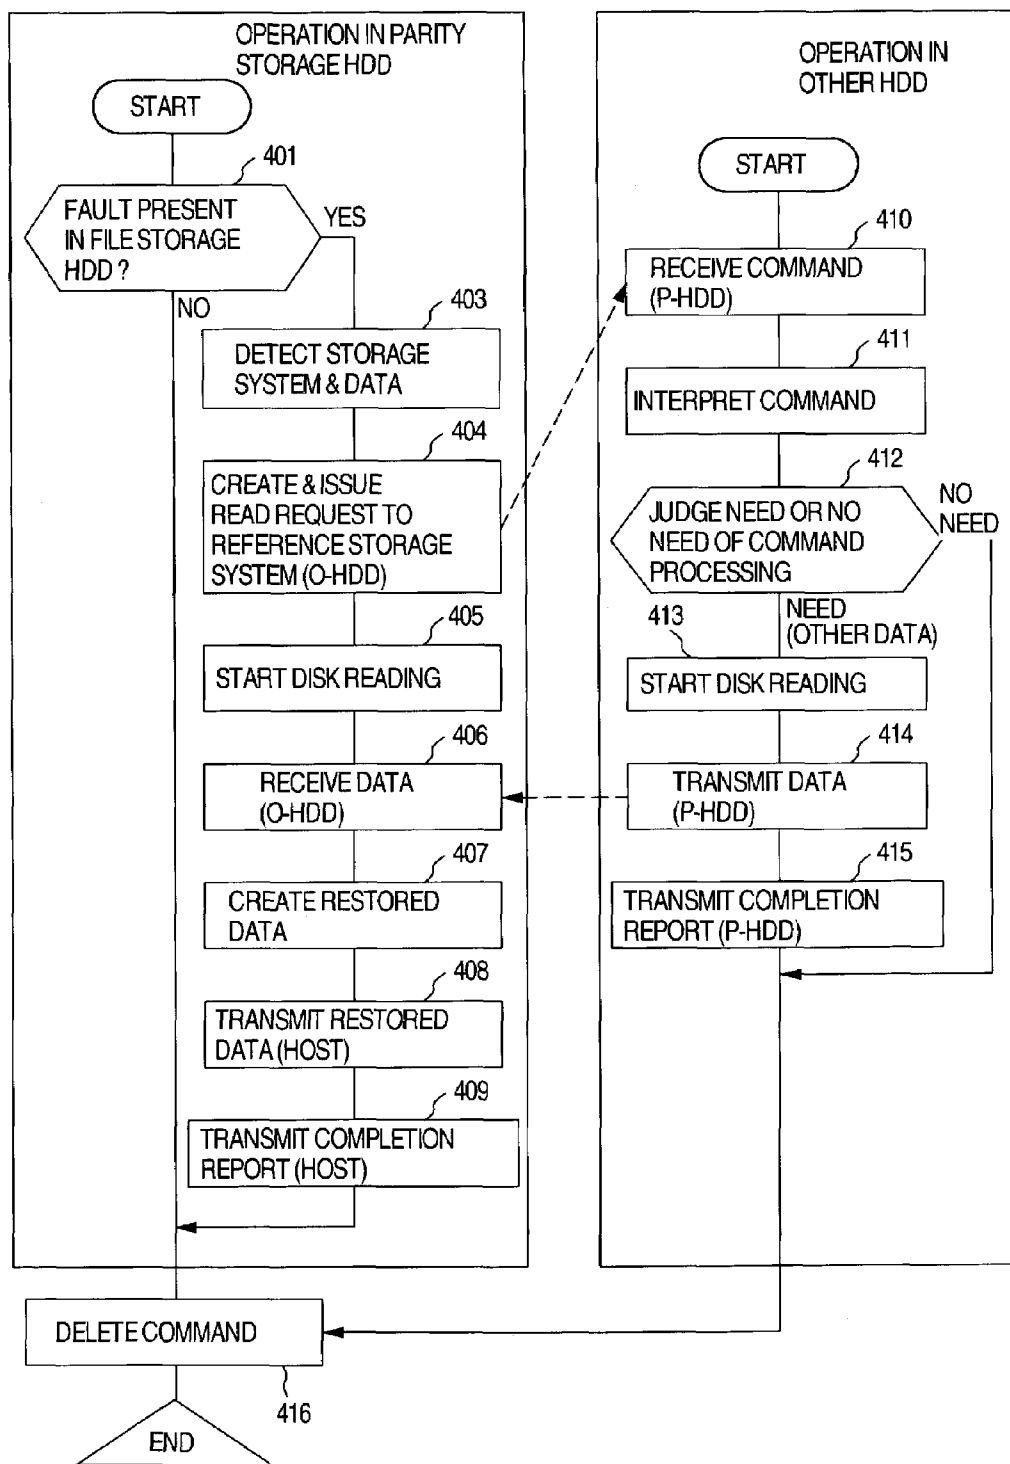 OPERATION IN PARITY
STORAGE HDD
START
401
FAULT PRESENT
IN FILE STORAGE
HDD ?
YES
NO
403
DETECT STORAGE
SYSTEM & DATA
404
CREATE & ISSUE
READ REQUEST TO
REFERENCE STORAGE
SYSTEM (O-HDD)
405
START DISK READING
406
RECEIVE DATA
(O-HDD)
407
CREATE RESTORED
DATA
408
TRANSMIT RESTORED
DATA (HOST)
409
TRANSMIT COMPLETION
REPORT (HOST)
OPERATION IN
OTHER HDD
START
410
RECEIVE COMMAND
(P-HDD)
411
INTERPRET COMMAND
412
JUDGE NEED OR NO
NEED OF COMMAND
PROCESSING
NO
NEED
NEED
(OTHER DATA)
413
START DISK READING
414
TRANSMIT DATA
(P-HDD)
415
TRANSMIT COMPLETION
REPORT (P-HDD)
DELETE COMMAND
416
END